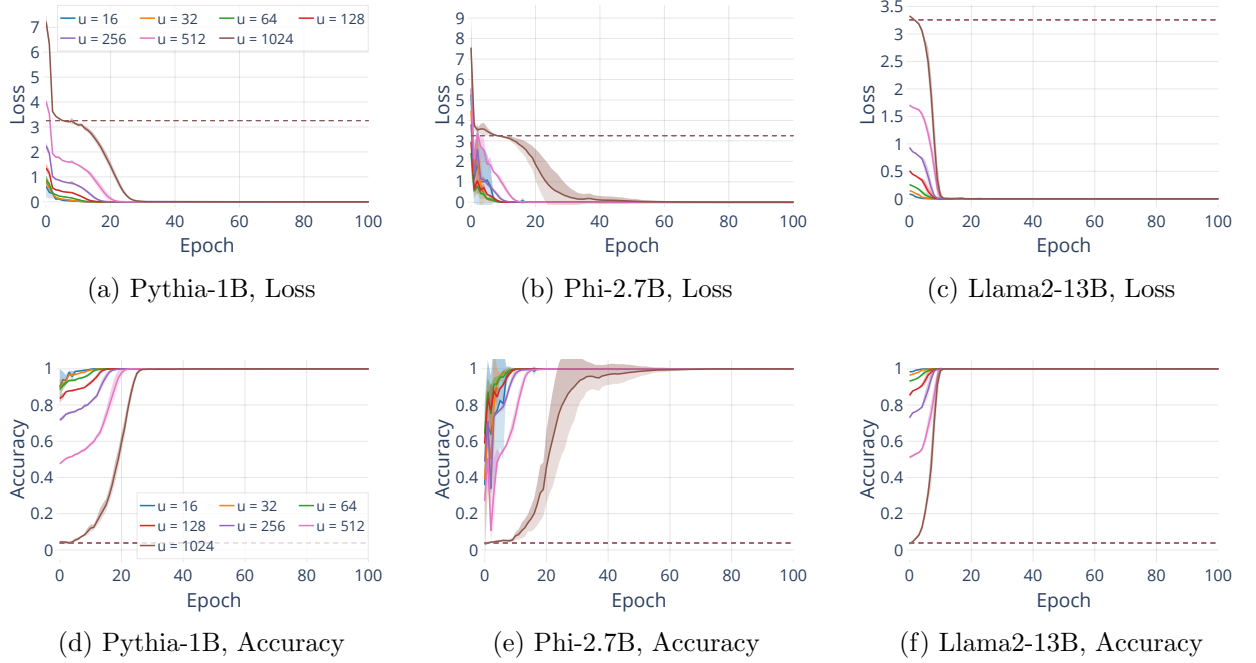 7
6
5
4
3
2
1
0
Loss
u = 16 u = 32 u = 64 u = 128
u = 256 u = 512 u = 1024
0 20 40 60 80 100
Epoch
(a) Pythia-1B, Loss
9
8
7
6
5
4
3
2
1
0
Loss
0 20 40 60 80 100
Epoch
(b) Phi-2.7B, Loss
3.5
3
2.5
2
1.5
1
0.5
0
Loss
0 20 40 60 80 100
Epoch
(c) Llama2-13B, Loss
1
0.8
0.6
0.4
0.2
0
Accuracy
u = 16 u = 32 u = 64
u = 128 u = 256 u = 512
u = 1024
0 20 40 60 80 100
Epoch
(d) Pythia-1B, Accuracy
1
0.8
0.6
0.4
0.2
0
Accuracy
0 20 40 60 80 100
Epoch
(e) Phi-2.7B, Accuracy
1
0.8
0.6
0.4
0.2
0
Accuracy
0 20 40 60 80 100
Epoch
(f) Llama2-13B, Accuracy